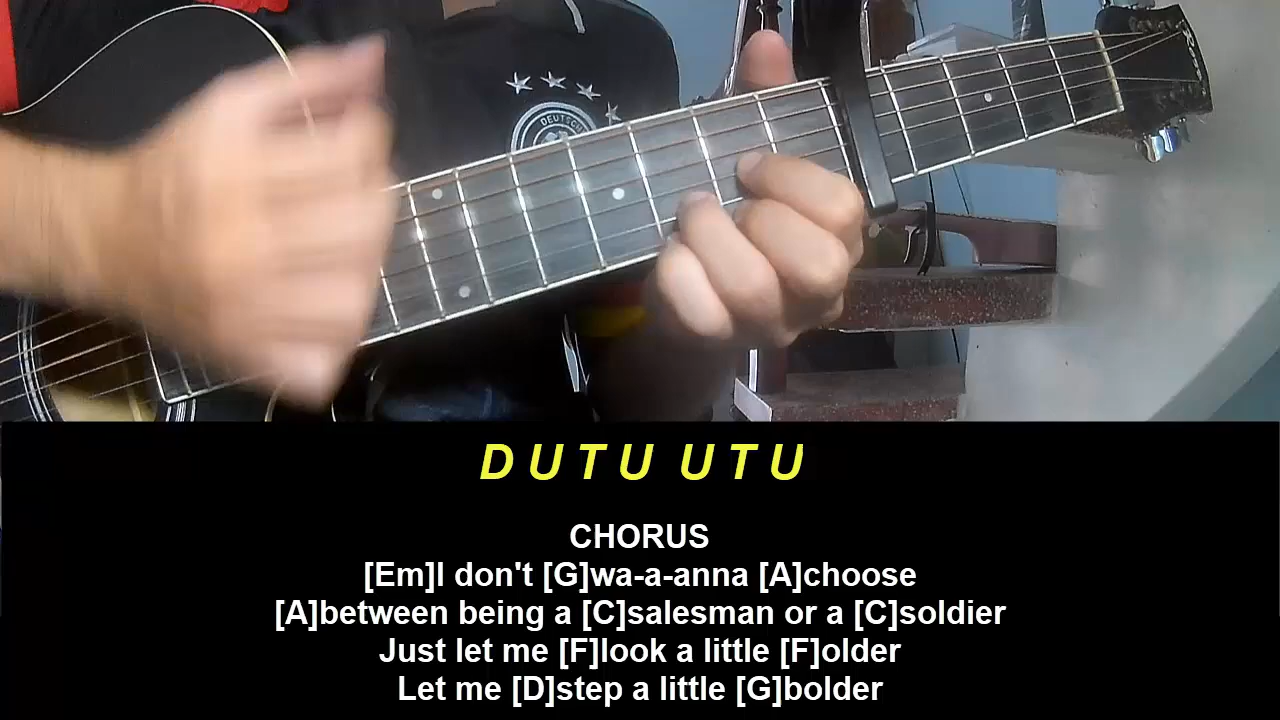 DEUTSCH
D U T U U T U
CHORUS
[Em]I don't [G]wa-a-anna [A]choose
[A]between being a [C]salesman or a [C]soldier
Just let me [F]look a little [F]older
Let me [D]step a little [G]bolder